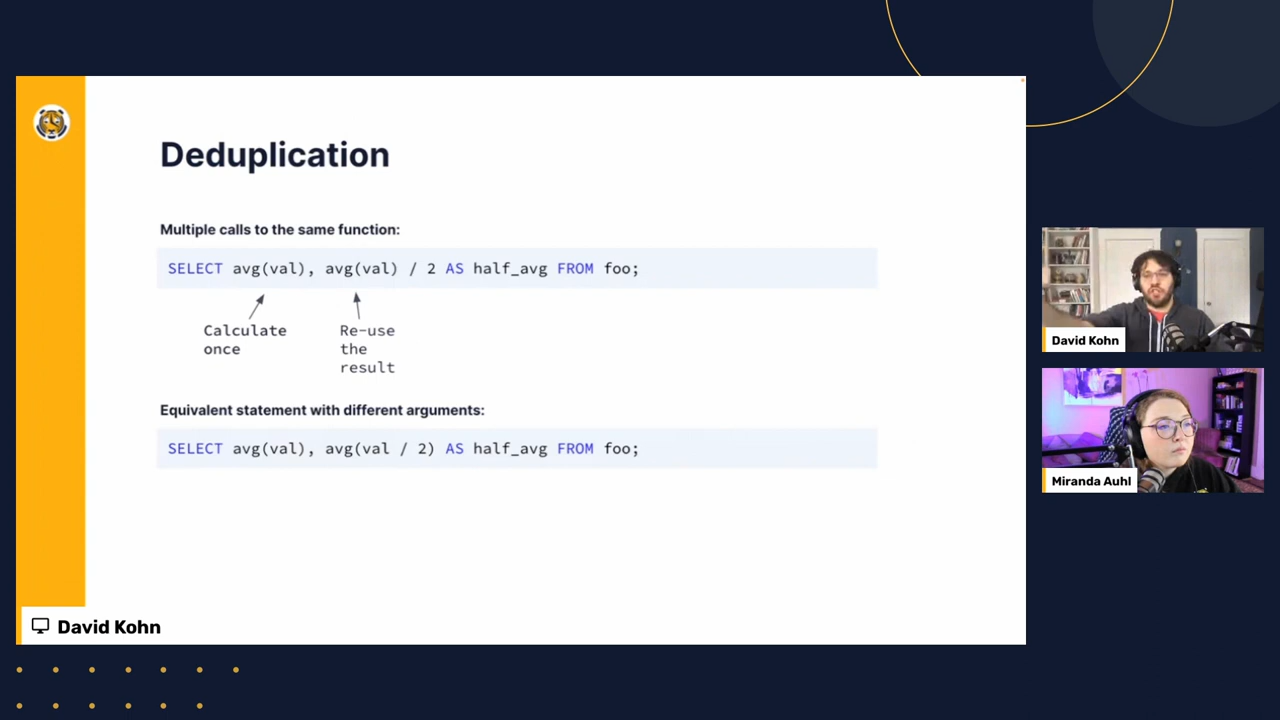 Deduplication
Multiple calls to the same function:
SELECT avg(val), avg(val) / 2 AS half_avg FROM foo;
Calculate
once
Re-use
the
result
Equivalent statement with different arguments:
SELECT avg(val), avg(val / 2) AS half_avg FROM foo;
David Kohn
David Kohn
Miranda Auhl